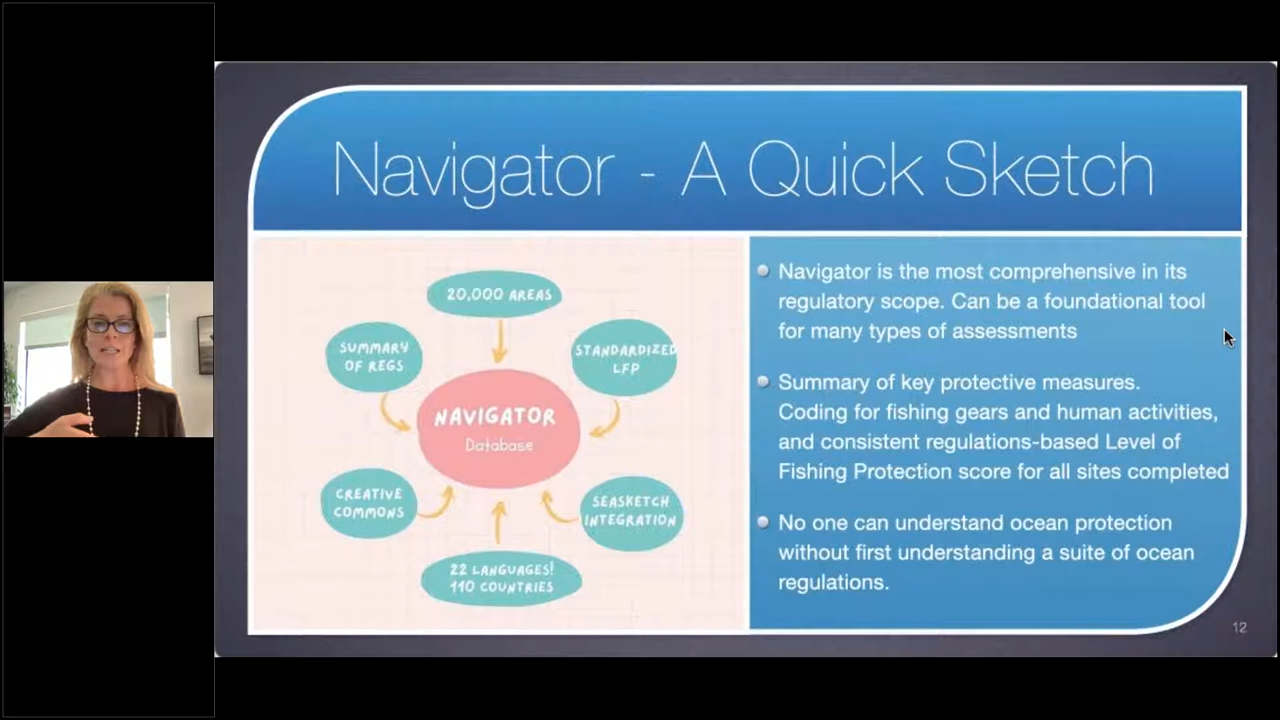 Navigator - A Quick Sketch
20,000 AREAS
SUMMARY
OF REGS
STANDARDIZED
LFP
NAVIGATOR
Database
CREATIVE
COMMONS
SEASKETCH
INTEGRATION
22 LANGUAGES!
110 COUNTRIES
Navigator is the most comprehensive in its
regulatory scope. Can be a foundational tool
for many types of assessments
Summary of key protective measures.
Coding for fishing gears and human activities,
and consistent regulations-based Level of
Fishing Protection score for all sites completed
No one can understand ocean protection
without first understanding a suite of ocean
regulations.
12